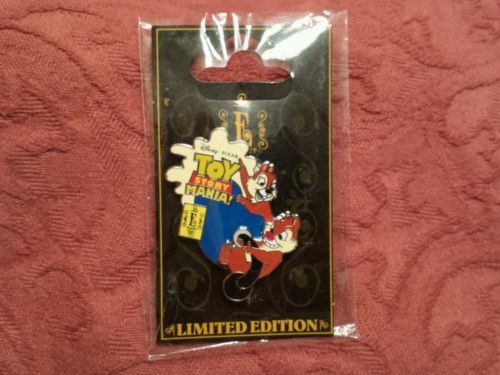 E
DISNEY · PIXAR
TOY
STORY
MANIA!
E
LIMITED EDITION